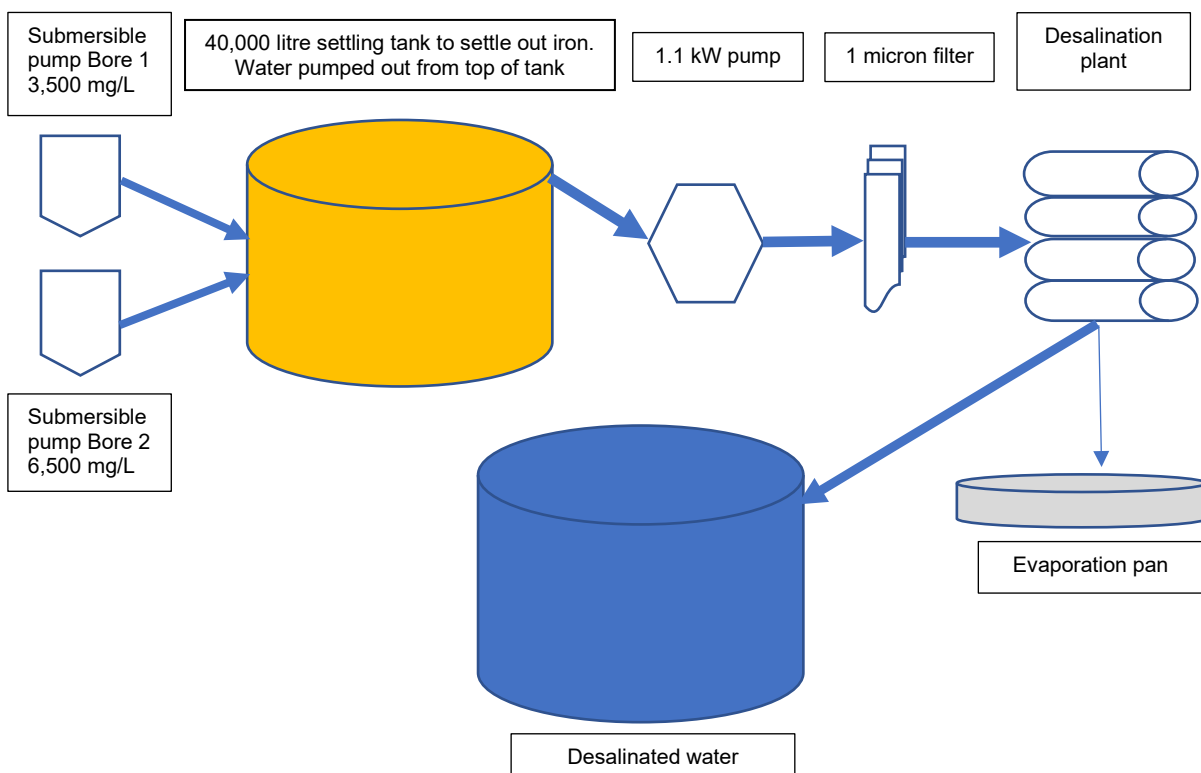 Submersible
pump Bore 1
3,500 mg/L
40,000 litre settling tank to settle out iron.
Water pumped out from top of tank
1.1 kW pump
1 micron filter
Desalination
plant
Submersible
pump Bore 2
6,500 mg/L
Evaporation pan
Desalinated water